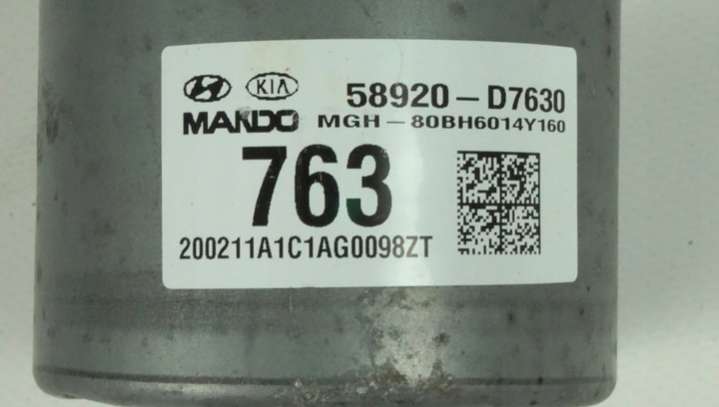 KIA 58920-D7630
MANDO MGH-80BH6014Y160
763
200211A1C1AG0098ZT